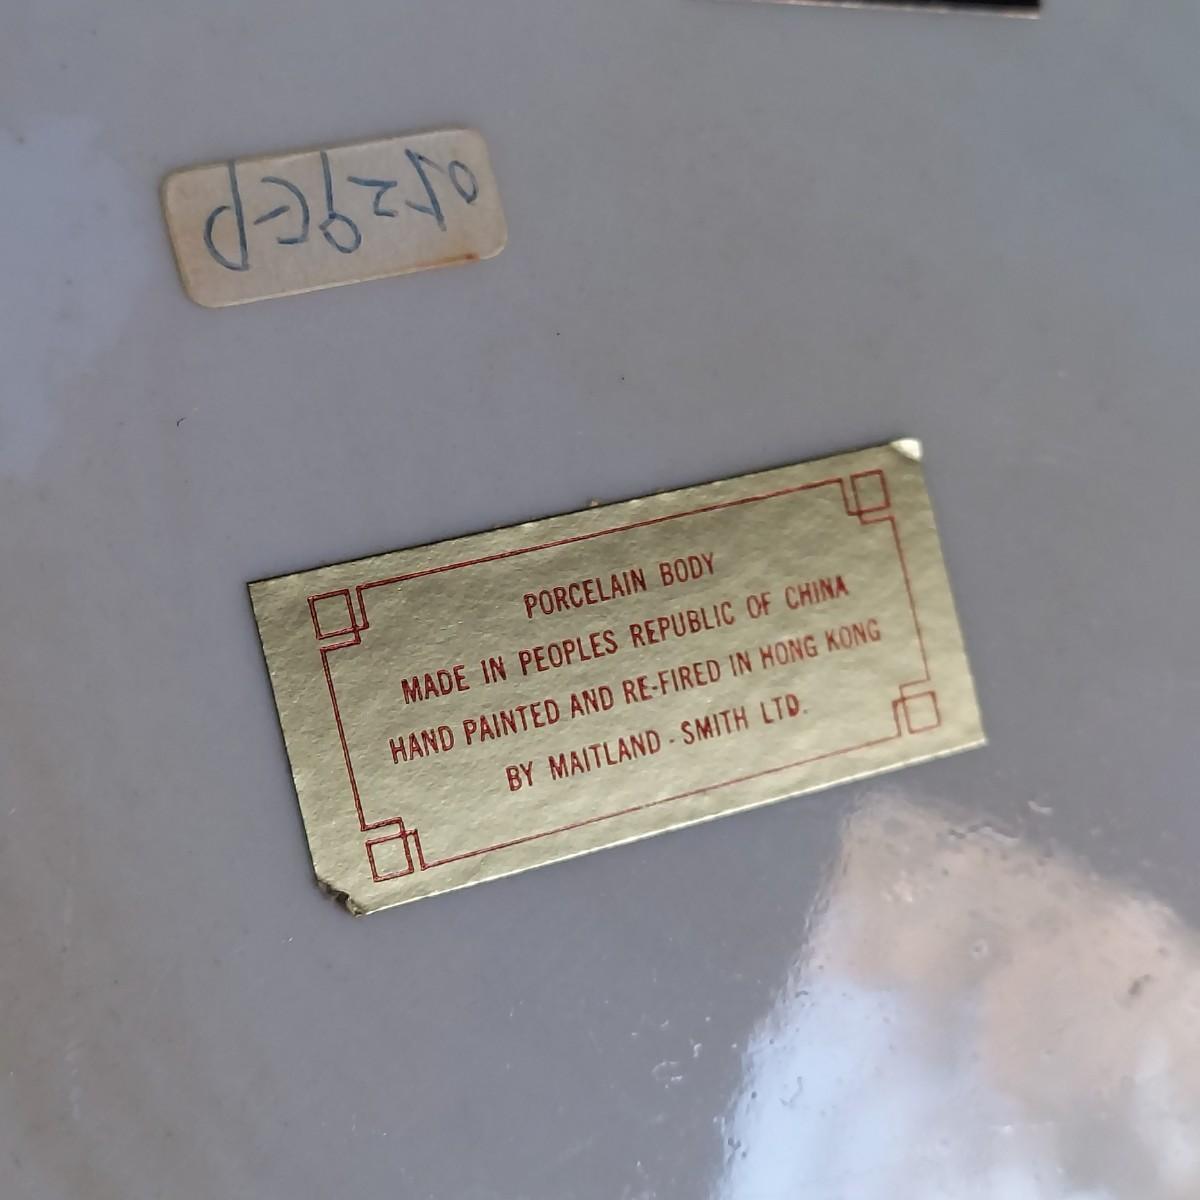 PORCELAIN BODY
MADE IN PEOPLES REPUBLIC OF CHINA
HAND PAINTED AND RE-FIRED IN HONG KONG
BY MAITLAND - SMITH LTD.